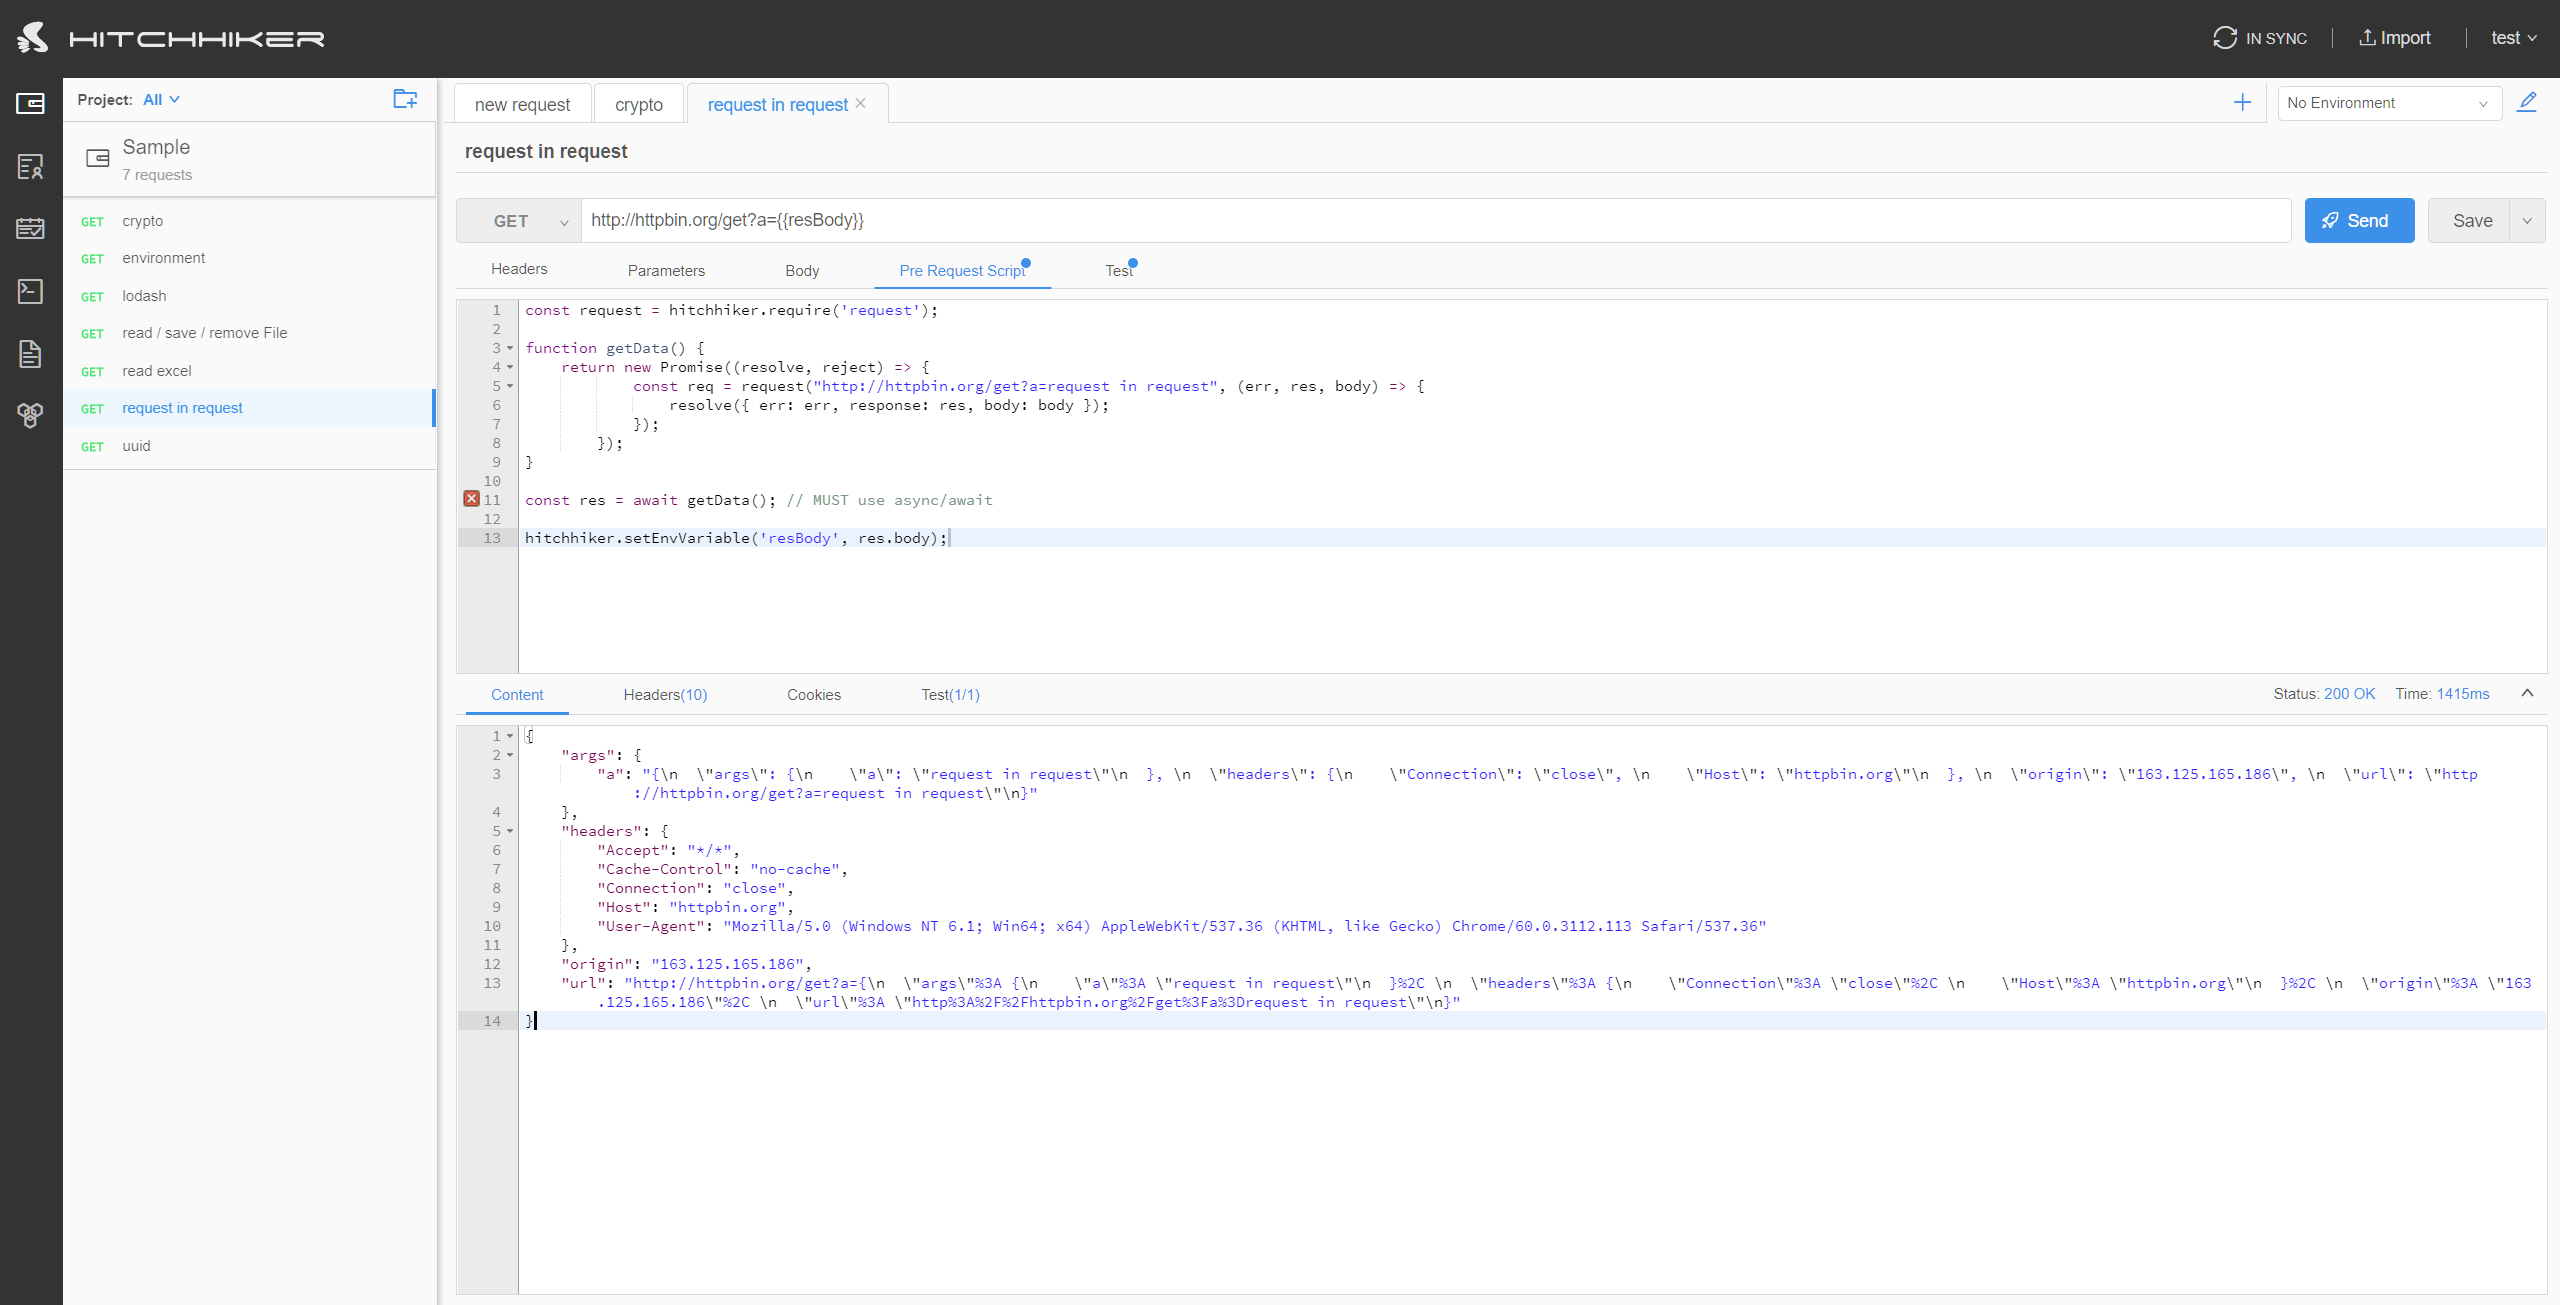 HITCHHIKER
IN SYNC
Import
test
Project: All
Sample
7 requests
GET crypto
GET environment
GET lodash
GET read / save / remove File
GET read excel
GET request in request
GET uuid
new request
crypto
request in request
No Environment
request in request
GET
http://httpbin.org/get?a={{resBody}}
Send
Save
Headers
Parameters
Body
Pre Request Script
Test
1 const request = hitchhiker.require('request');
2
3 function getData() {
4     return new Promise((resolve, reject) => {
5             const req = request("http://httpbin.org/get?a=request in request", (err, res, body) => {
6                 resolve({ err: err, response: res, body: body });
7             });
8         });
9 }
10
11 const res = await getData(); // MUST use async/await
12
13 hitchhiker.setEnvVariable('resBody', res.body);
Content
Headers(10)
Cookies
Test(1/1)
Status: 200 OK
Time: 1415ms
1 {
2     "args": {
3         "a": "{\n  \"args\": {\n    \"a\": \"request in request\"\n  }, \n  \"headers\": {\n    \"Connection\": \"close\", \n    \"Host\": \"httpbin.org\"\n  }, \n  \"origin\": \"163.125.165.186\", \n  \"url\": \"http
://httpbin.org/get?a=request in request\"\n}"
4     },
5     "headers": {
6         "Accept": "*/*",
7         "Cache-Control": "no-cache",
8         "Connection": "close",
9         "Host": "httpbin.org",
10         "User-Agent": "Mozilla/5.0 (Windows NT 6.1; Win64; x64) AppleWebKit/537.36 (KHTML, like Gecko) Chrome/60.0.3112.113 Safari/537.36"
11     },
12     "origin": "163.125.165.186",
13     "url": "http://httpbin.org/get?a={\n  \"args\"%3A {\n    \"a\"%3A \"request in request\"\n  }%2C \n  \"headers\"%3A {\n    \"Connection\"%3A \"close\"%2C \n    \"Host\"%3A \"httpbin.org\"\n  }%2C \n  \"origin\"%3A \"163
.125.165.186\"%2C \n  \"url\"%3A \"http%3A%2F%2Fhttpbin.org%2Fget%3Fa%3Drequest in request\"\n}"
14 }